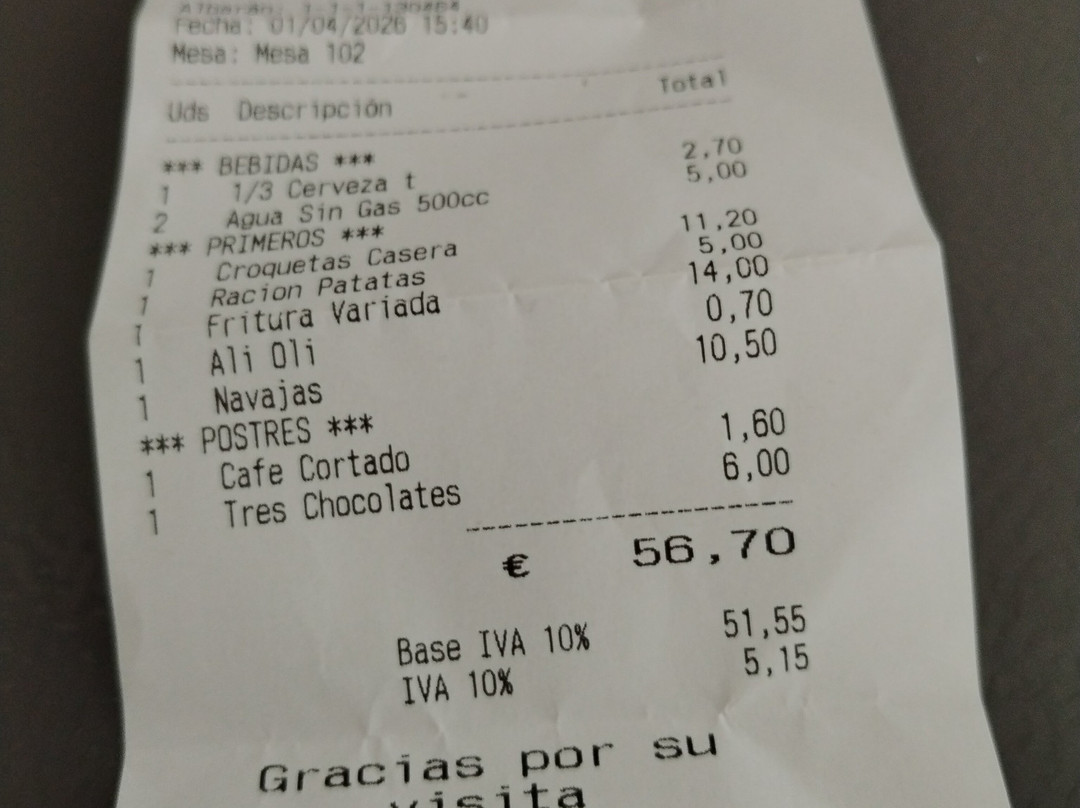 Fecha: 01/04/2026 15:40
Mesa: Mesa 102
Uds Descripción Total
*** BEBIDAS ***
1 1/3 Cerveza t 2,70
2 Agua Sin Gas 500cc 5,00
*** PRIMEROS ***
1 Croquetas Casera 11,20
1 Racion Patatas 5,00
1 Fritura Variada 14,00
1 Ali Oli 0,70
1 Navajas 10,50
*** POSTRES ***
1 Cafe Cortado 1,60
1 Tres Chocolates 6,00
€ 56,70
Base IVA 10% 51,55
IVA 10% 5,15
Gracias por su
visita